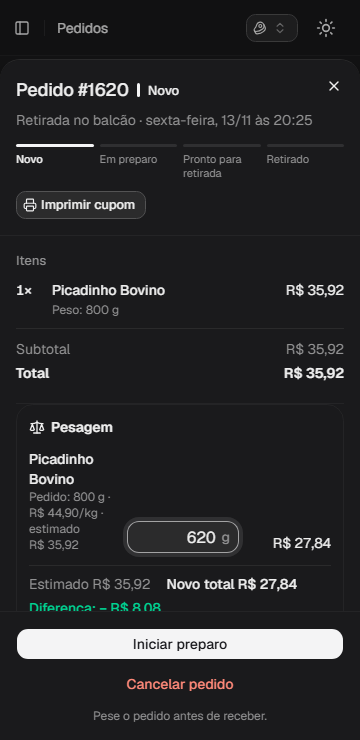 Pedidos
Pedido #1620
Novo
Retirada no balcão · sexta-feira, 13/11 às 20:25
Novo
Em preparo
Pronto para
retirada
Retirado
Imprimir cupom
Itens
1× Picadinho Bovino R$ 35,92
Peso: 800 g
Subtotal R$ 35,92
Total R$ 35,92
Pesagem
Picadinho
Bovino
Pedido: 800 g ·
R$ 44,90/kg ·
estimado
R$ 35,92
620 g
R$ 27,84
Estimado R$ 35,92 Novo total R$ 27,84
Diferença: – R$ 8,08
Iniciar preparo
Cancelar pedido
Pese o pedido antes de receber.